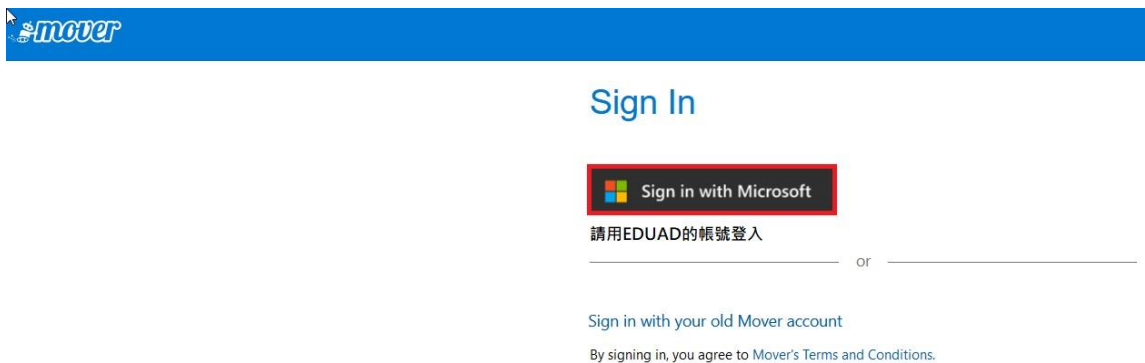 mover
Sign In
Sign in with Microsoft
請用EDUAD的帳號登入
or
Sign in with your old Mover account
By signing in, you agree to Mover's Terms and Conditions.